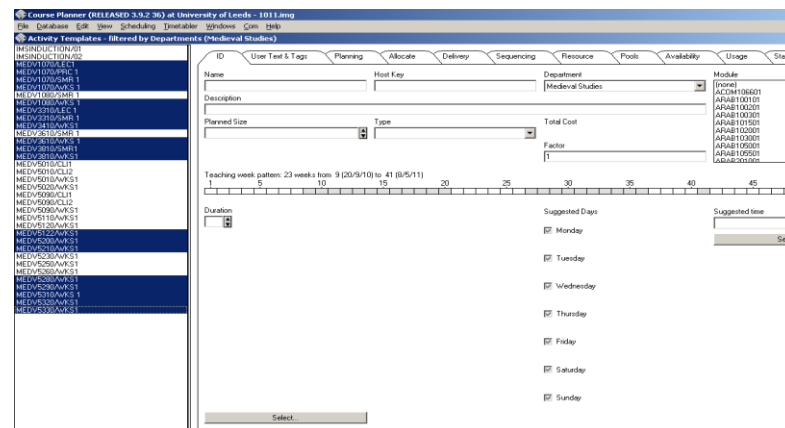 Course Planner (RELEASED 3.9.2 36) at University of Leeds - 1011.img
File Database Edit View Scheduling Timetabler Windows Com Help
Activity Templates - filtered by Departments (Medieval Studies)
IMSINDUCTION/01
IMSINDUCTION/02
MEDV1070/LEC1
MEDV1070/PRC 1
MEDV1070/SMR 1
MEDV1070/WKS 1
MEDV1080/SMR 1
MEDV1080/WKS 1
MEDV3310/LEC 1
MEDV3310/SMR 1
MEDV3410/WKS1
MEDV3610/SMR 1
MEDV3610/WKS 1
MEDV3810/SMR1
MEDV3810/WKS1
MEDV5010/CLI1
MEDV5010/CLI2
MEDV5010/WKS1
MEDV5020/WKS1
MEDV5090/CLI1
MEDV5090/CLI2
MEDV5090/WKS1
MEDV5110/WKS1
MEDV5120/WKS1
MEDV5122/WKS1
MEDV5200/WKS1
MEDV5210/WKS1
MEDV5230/WKS1
MEDV5250/WKS1
MEDV5260/WKS1
MEDV5280/WKS1
MEDV5290/WKS1
MEDV5310/WKS 1
MEDV5320/WKS1
MEDV5330/WKS1
ID User Text & Tags Planning Allocate Delivery Sequencing Resource Pools Availability Usage Sta
Name Host Key Department Module
Medieval Studies
(none)
ACOM106601
ARAB100101
ARAB100201
ARAB100301
ARAB101501
ARAB102001
ARAB103001
ARAB105001
ARAB105501
ARAB201001
Description
Planned Size Type Total Cost
Factor
1
Teaching week pattern: 23 weeks from 9 (20/9/10) to 41 (8/5/11)
1 5 10 15 20 25 30 35 40 45
Duration Suggested Days Suggested time
Se
Monday
Tuesday
Wednesday
Thursday
Friday
Saturday
Sunday
Select...